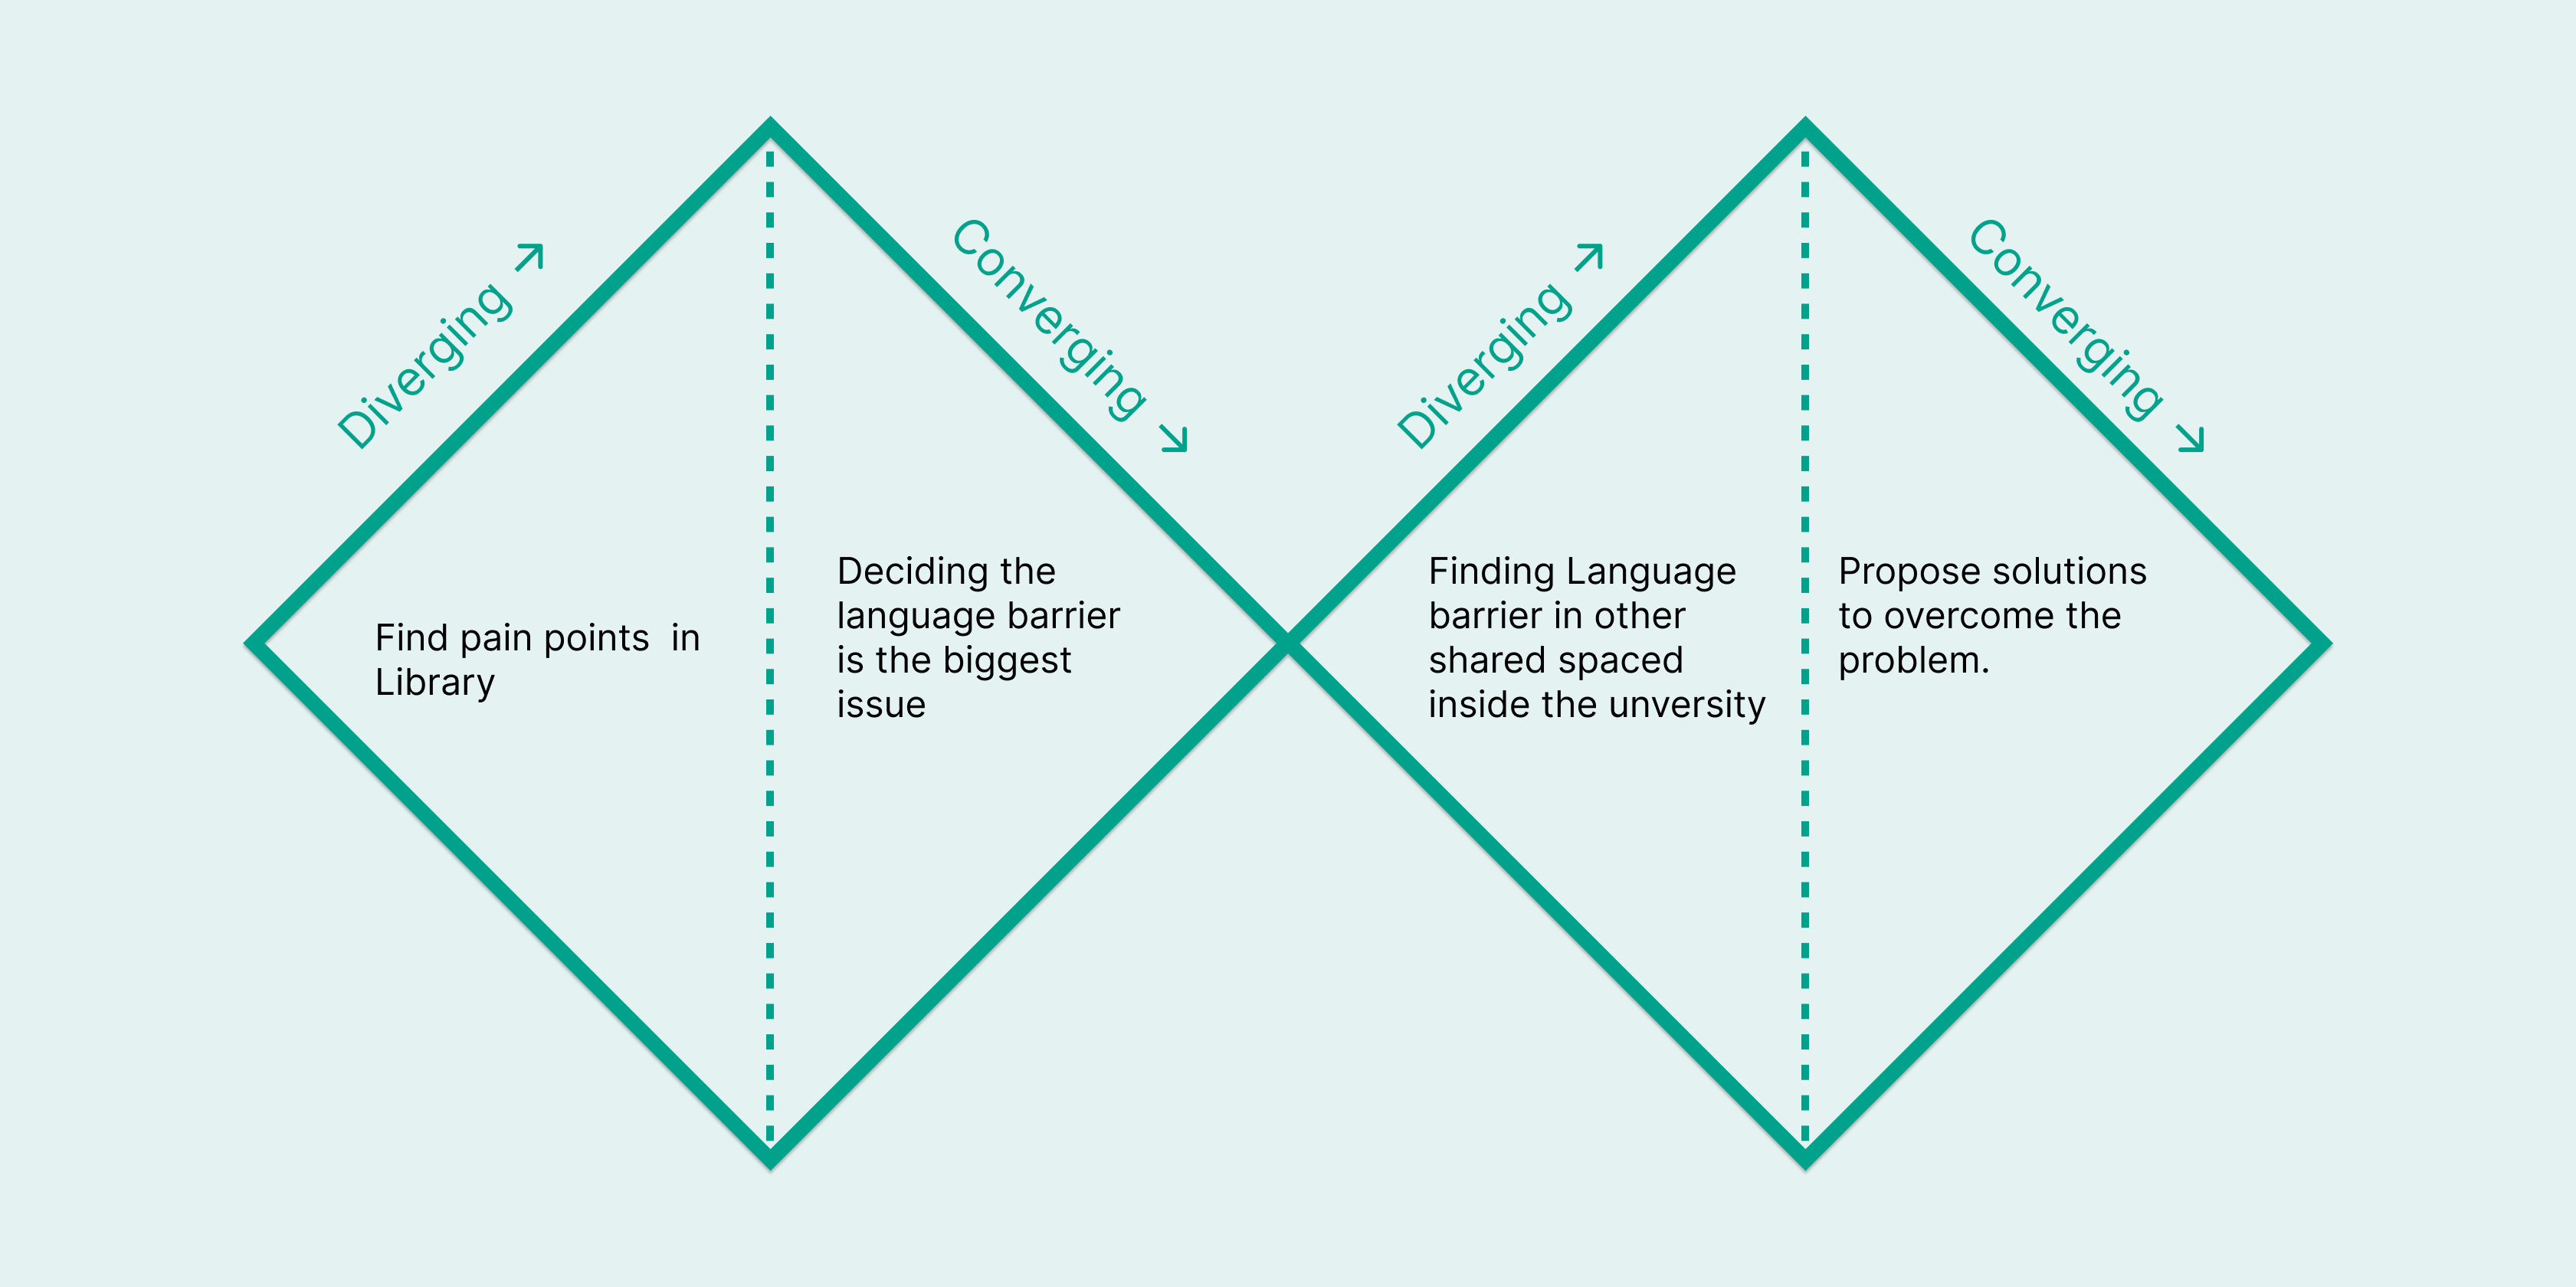 Diverging →
Converging →
Diverging →
Converging →
Find pain points  in
Library
Deciding the
language barrier
is the biggest
issue
Finding Language
barrier in other
shared spaced
inside the unversity
Propose solutions
to overcome the
problem.